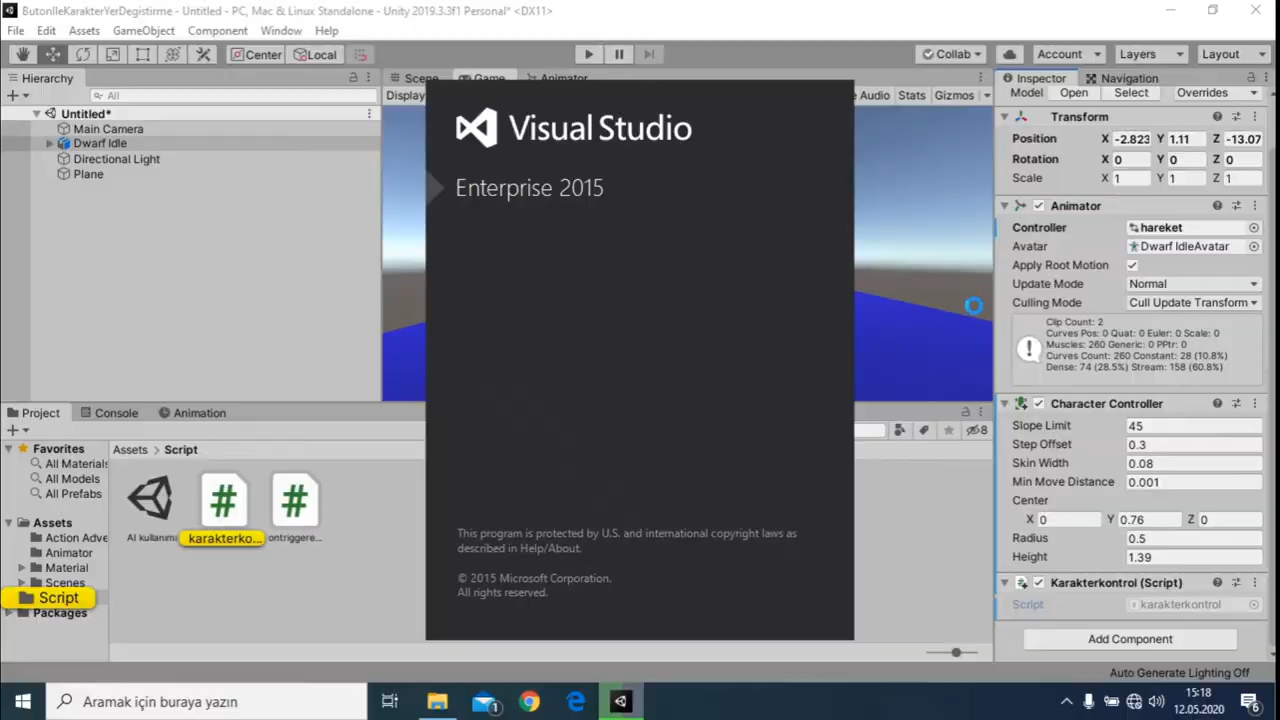 ButonIleKarakterYerDegistirme - Untitled - PC, Mac & Linux Standalone - Unity 2019.3.3f1 Personal* <DX11>
File Edit Assets GameObject Component Window Help
Center Local Collab Account Layers Layout
Hierarchy
All
Untitled*
Main Camera
Dwarf Idle
Directional Light
Plane
Scene Game Animator
Display Audio Stats Gizmos
Visual Studio
Enterprise 2015
This program is protected by U.S. and international copyright laws as
described in Help/About.
© 2015 Microsoft Corporation.
All rights reserved.
Inspector Navigation
Model Open Select Overrides
Transform
Position X -2.823 Y 1.11 Z -13.07
Rotation X 0 Y 0 Z 0
Scale X 1 Y 1 Z 1
Animator
Controller hareket
Avatar Dwarf IdleAvatar
Apply Root Motion
Update Mode Normal
Culling Mode Cull Update Transform
Clip Count: 2
Curves Pos: 0 Quat: 0 Euler: 0 Scale: 0
Muscles: 260 Generic: 0 PPtr: 0
Curves Count: 260 Constant: 28 (10.8%)
Dense: 74 (28.5%) Stream: 158 (60.8%)
Character Controller
Slope Limit 45
Step Offset 0.3
Skin Width 0.08
Min Move Distance 0.001
Center
X 0 Y 0.76 Z 0
Radius 0.5
Height 1.39
Karakterkontrol (Script)
Script karakterkontrol
Add Component
Auto Generate Lighting Off
Project Console Animation
8
Favorites
All Materials
All Models
All Prefabs
Assets
Action Adve
Animator
Material
Scenes
Script
Packages
Assets > Script
AI kullanımı
karakterko...
ontriggere...
Aramak için buraya yazın
1
15:18
12.05.2020
6